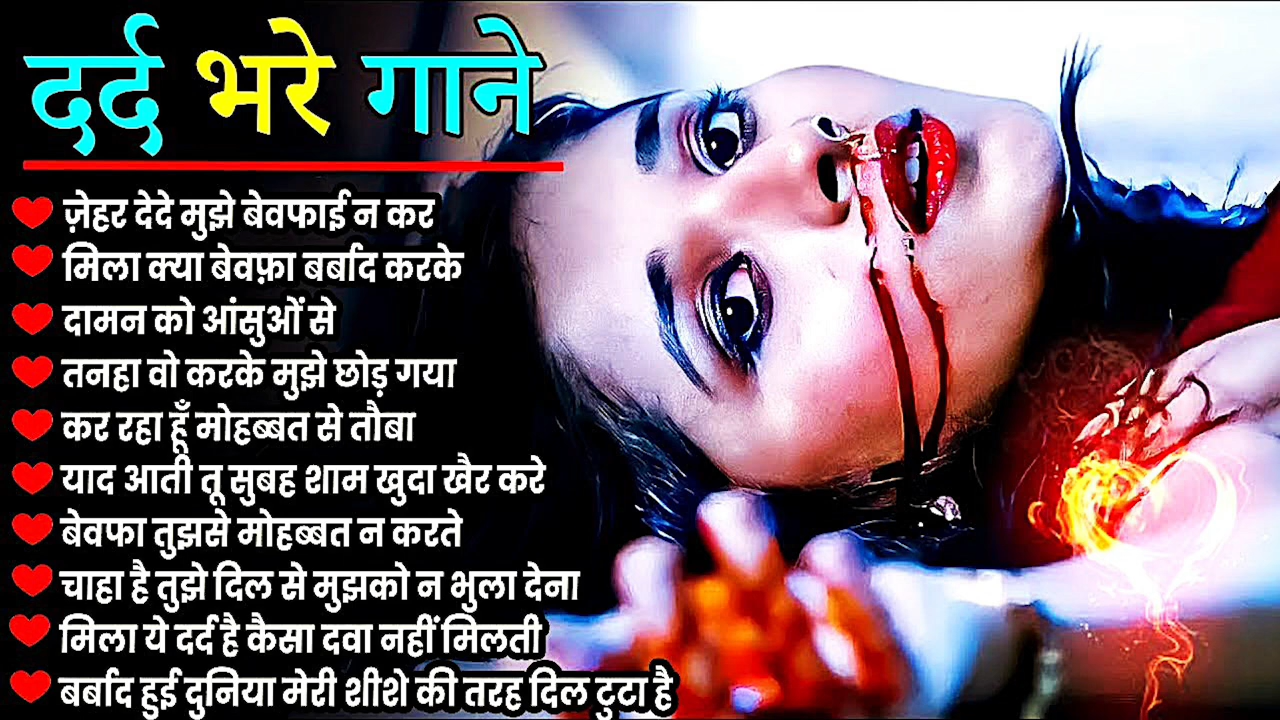 दर्द भरे गाने
ज़ेहर देदे मुझे बेवफाई न कर
मिला क्या बेवफ़ा बर्बाद करके
दामन को आंसुओं से
तनहा वो करके मुझे छोड़ गया
कर रहा हूँ मोहब्बत से तौबा
याद आती तू सुबह शाम खुदा खैर करे
बेवफा तुझसे मोहब्बत न करते
चाहा है तुझे दिल से मुझको न भुला देना
मिला ये दर्द है कैसा दवा नहीं मिलती
बर्बाद हुई दुनिया मेरी शीशे की तरह दिल टुटा है